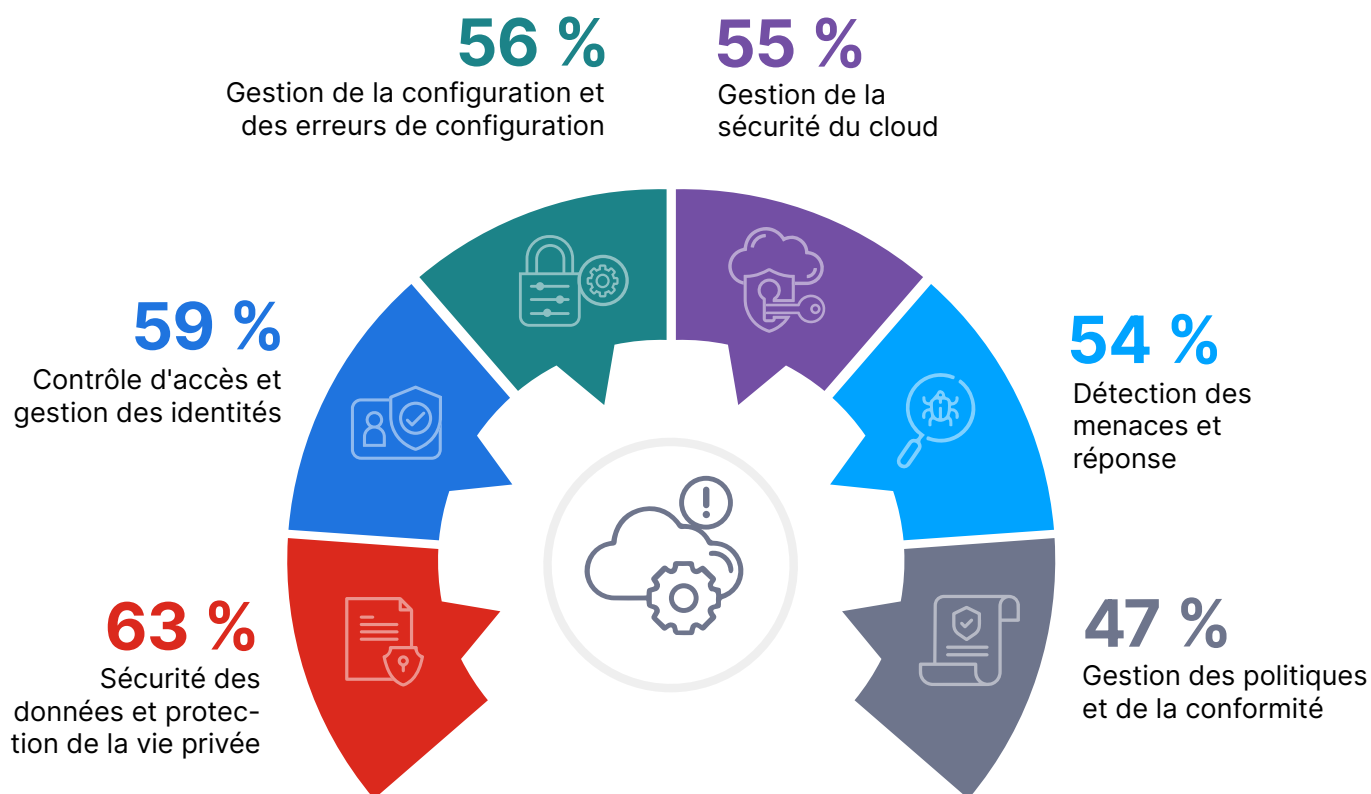 56 %
Gestion de la configuration et
des erreurs de configuration
55 %
Gestion de la
sécurité du cloud
59 %
Contrôle d'accès et
gestion des identités
54 %
Détection des
menaces et
réponse
63 %
Sécurité des
données et protec-
tion de la vie privée
47 %
Gestion des politiques
et de la conformité